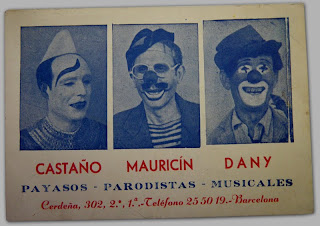 CASTAÑO MAURICÍN DANY
PAYASOS - PARODISTAS - MUSICALES
Cerdeña, 302, 2.º, 1.ª-Teléfono 25 50 19.-Barcelona